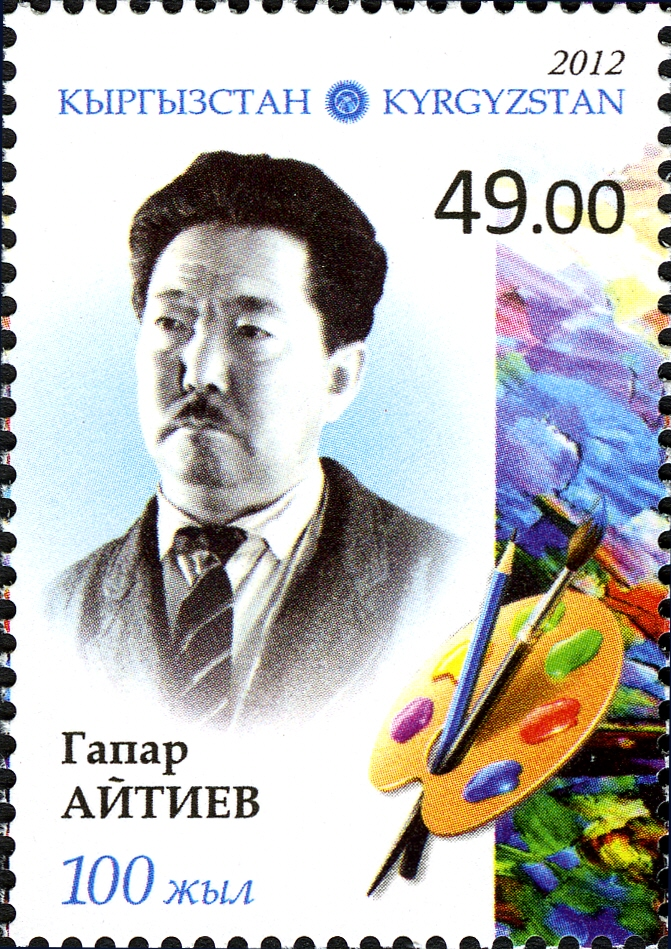 2012
КЫРГЫЗСТАН KYRGYZSTAN
49.00
Гапар
АЙТИЕВ
100 жыл